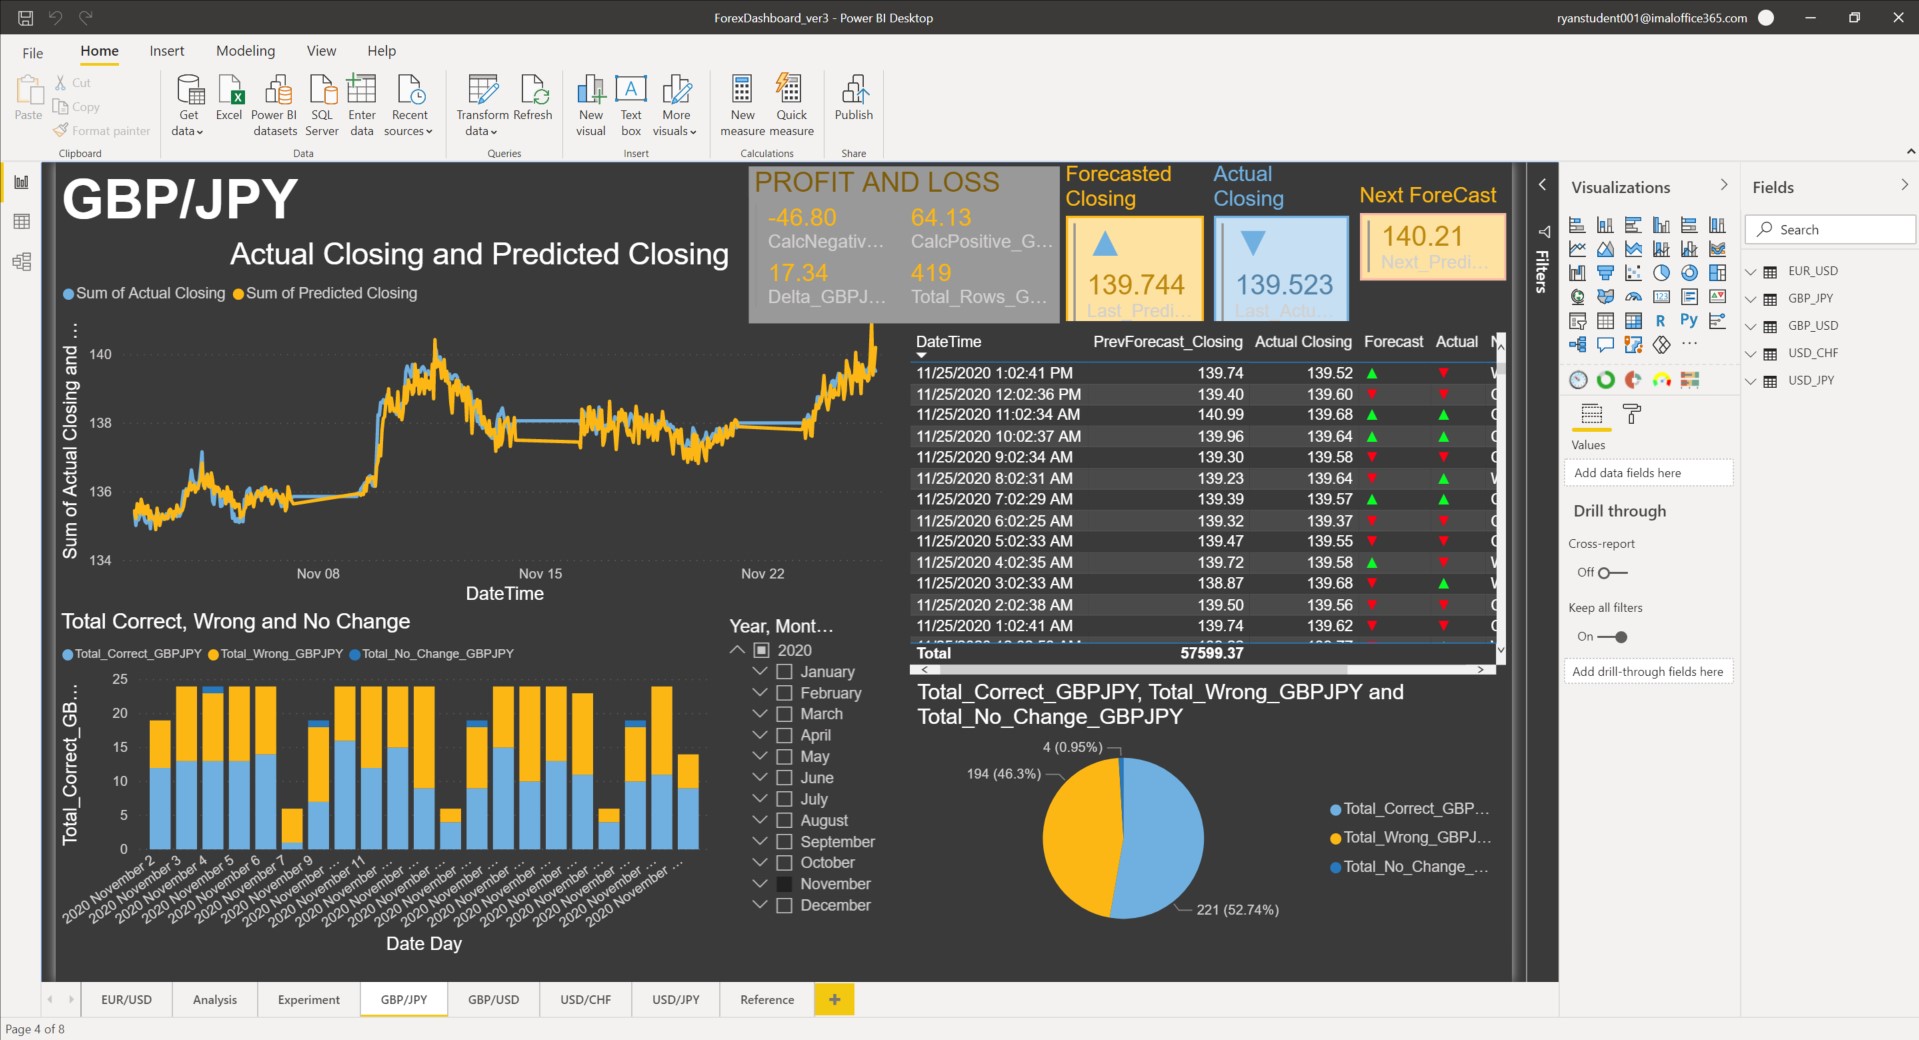 ForexDashboard_ver3 - Power BI Desktop
ryanstudent001@imaloffice365.com
File Home Insert Modeling View Help
Paste
Cut
Copy
Format painter
Clipboard
Get data
Excel
Power BI datasets
SQL Server
Enter data
Recent sources
Data
Transform data
Refresh
Queries
New visual
Text box
More visuals
Insert
New measure
Quick measure
Calculations
Publish
Share
GBP/JPY
Actual Closing and Predicted Closing
Sum of Actual Closing Sum of Predicted Closing
Sum of Actual Closing and ...
140
138
136
134
Nov 08 Nov 15 Nov 22
DateTime
PROFIT AND LOSS
-46.80 64.13
CalcNegativ... CalcPositive_G...
17.34 419
Delta_GBPJ... Total_Rows_G...
Forecasted Closing
139.744
Last_Predi...
Actual Closing
139.523
Last_Actu...
Next ForeCast
140.21
Next_Predi...
DateTime PrevForecast_Closing Actual Closing Forecast Actual
11/25/2020 1:02:41 PM 139.74 139.52 ▲ ▼
11/25/2020 12:02:36 PM 139.40 139.60 ▼ ▼
11/25/2020 11:02:34 AM 140.99 139.68 ▲ ▲
11/25/2020 10:02:37 AM 139.96 139.64 ▲ ▲
11/25/2020 9:02:34 AM 139.30 139.58 ▼ ▼
11/25/2020 8:02:31 AM 139.23 139.64 ▼ ▲
11/25/2020 7:02:29 AM 139.39 139.57 ▲ ▲
11/25/2020 6:02:25 AM 139.32 139.37 ▼ ▼
11/25/2020 5:02:33 AM 139.47 139.55 ▼ ▼
11/25/2020 4:02:35 AM 139.72 139.58 ▲ ▼
11/25/2020 3:02:33 AM 138.87 139.68 ▼ ▲
11/25/2020 2:02:38 AM 139.50 139.56 ▼ ▼
11/25/2020 1:02:41 AM 139.74 139.62 ▼ ▼
Total 57599.37
Total Correct, Wrong and No Change
Total_Correct_GBPJPY Total_Wrong_GBPJPY Total_No_Change_GBPJPY
Total_Correct_GB...
25
20
15
10
5
0
2020 November 2
2020 November 3
2020 November 4
2020 November 5
2020 November 6
2020 November 7
2020 November 9
2020 November ...
2020 November 11
2020 November ...
2020 November ...
2020 November ...
2020 November ...
2020 November ...
2020 November ...
2020 November ...
2020 November ...
2020 November ...
2020 November ...
2020 November ...
2020 November ...
Date Day
Year, Mont...
2020
January
February
March
April
May
June
July
August
September
October
November
December
Total_Correct_GBPJPY, Total_Wrong_GBPJPY and
Total_No_Change_GBPJPY
4 (0.95%)
194 (46.3%)
221 (52.74%)
Total_Correct_GBP...
Total_Wrong_GBPJ...
Total_No_Change_...
Filters
Visualizations
R Py
Values
Add data fields here
Drill through
Cross-report
Off
Keep all filters
On
Add drill-through fields here
Fields
Search
EUR_USD
GBP_JPY
GBP_USD
USD_CHF
USD_JPY
EUR/USD Analysis Experiment GBP/JPY GBP/USD USD/CHF USD/JPY Reference +
Page 4 of 8